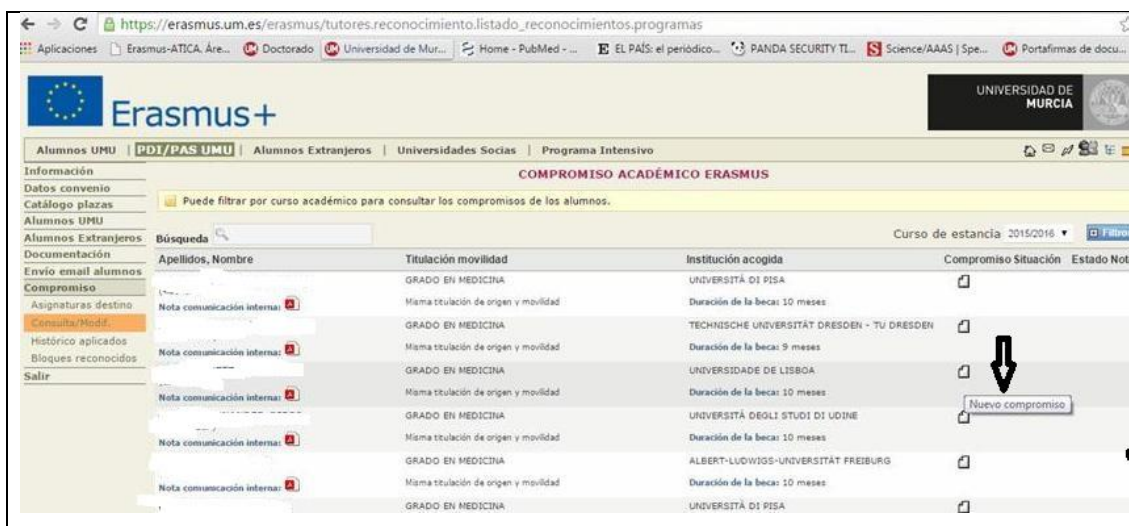 https://erasmus.um.es/erasmus/tutores.reconocimiento.listado_reconocimientos.programas
Aplicaciones Erasmus-ATICA. Áre... Doctorado Universidad de Mur... Home - PubMed - ... EL PAÍS: el periódico... PANDA SECURITY TL... Science/AAAS | Spe... Portafirmas de docu...
Erasmus+
UNIVERSIDAD DE
MURCIA
Alumnos UMU | PDI/PAS UMU | Alumnos Extranjeros | Universidades Socias | Programa Intensivo
Información
Datos convenio
Catálogo plazas
Alumnos UMU
Alumnos Extranjeros
Documentación
Envío email alumnos
Compromiso
Asignaturas destino
Consulta/Modif.
Histórico aplicados
Bloques reconocidos
Salir
COMPROMISO ACADÉMICO ERASMUS
Puede filtrar por curso académico para consultar los compromisos de los alumnos.
Búsqueda Curso de estancia 2015/2016
Apellidos, Nombre Titulación movilidad Institución acogida Compromiso Situación Estado Not
GRADO EN MEDICINA UNIVERSITÀ DI PISA
Nota comunicación interna: Misma titulación de origen y movilidad Duración de la beca: 10 meses
GRADO EN MEDICINA TECHNISCHE UNIVERSITÄT DRESDEN - TU DRESDEN
Nota comunicación interna: Misma titulación de origen y movilidad Duración de la beca: 9 meses
GRADO EN MEDICINA UNIVERSIDADE DE LISBOA
Nota comunicación interna: Misma titulación de origen y movilidad Duración de la beca: 10 meses
Nuevo compromiso
GRADO EN MEDICINA UNIVERSITÀ DEGLI STUDI DI UDINE
Nota comunicación interna: Misma titulación de origen y movilidad Duración de la beca: 10 meses
GRADO EN MEDICINA ALBERT-LUDWIGS-UNIVERSITÄT FREIBURG
Nota comunicación interna: Misma titulación de origen y movilidad Duración de la beca: 10 meses
GRADO EN MEDICINA UNIVERSITÀ DI PISA